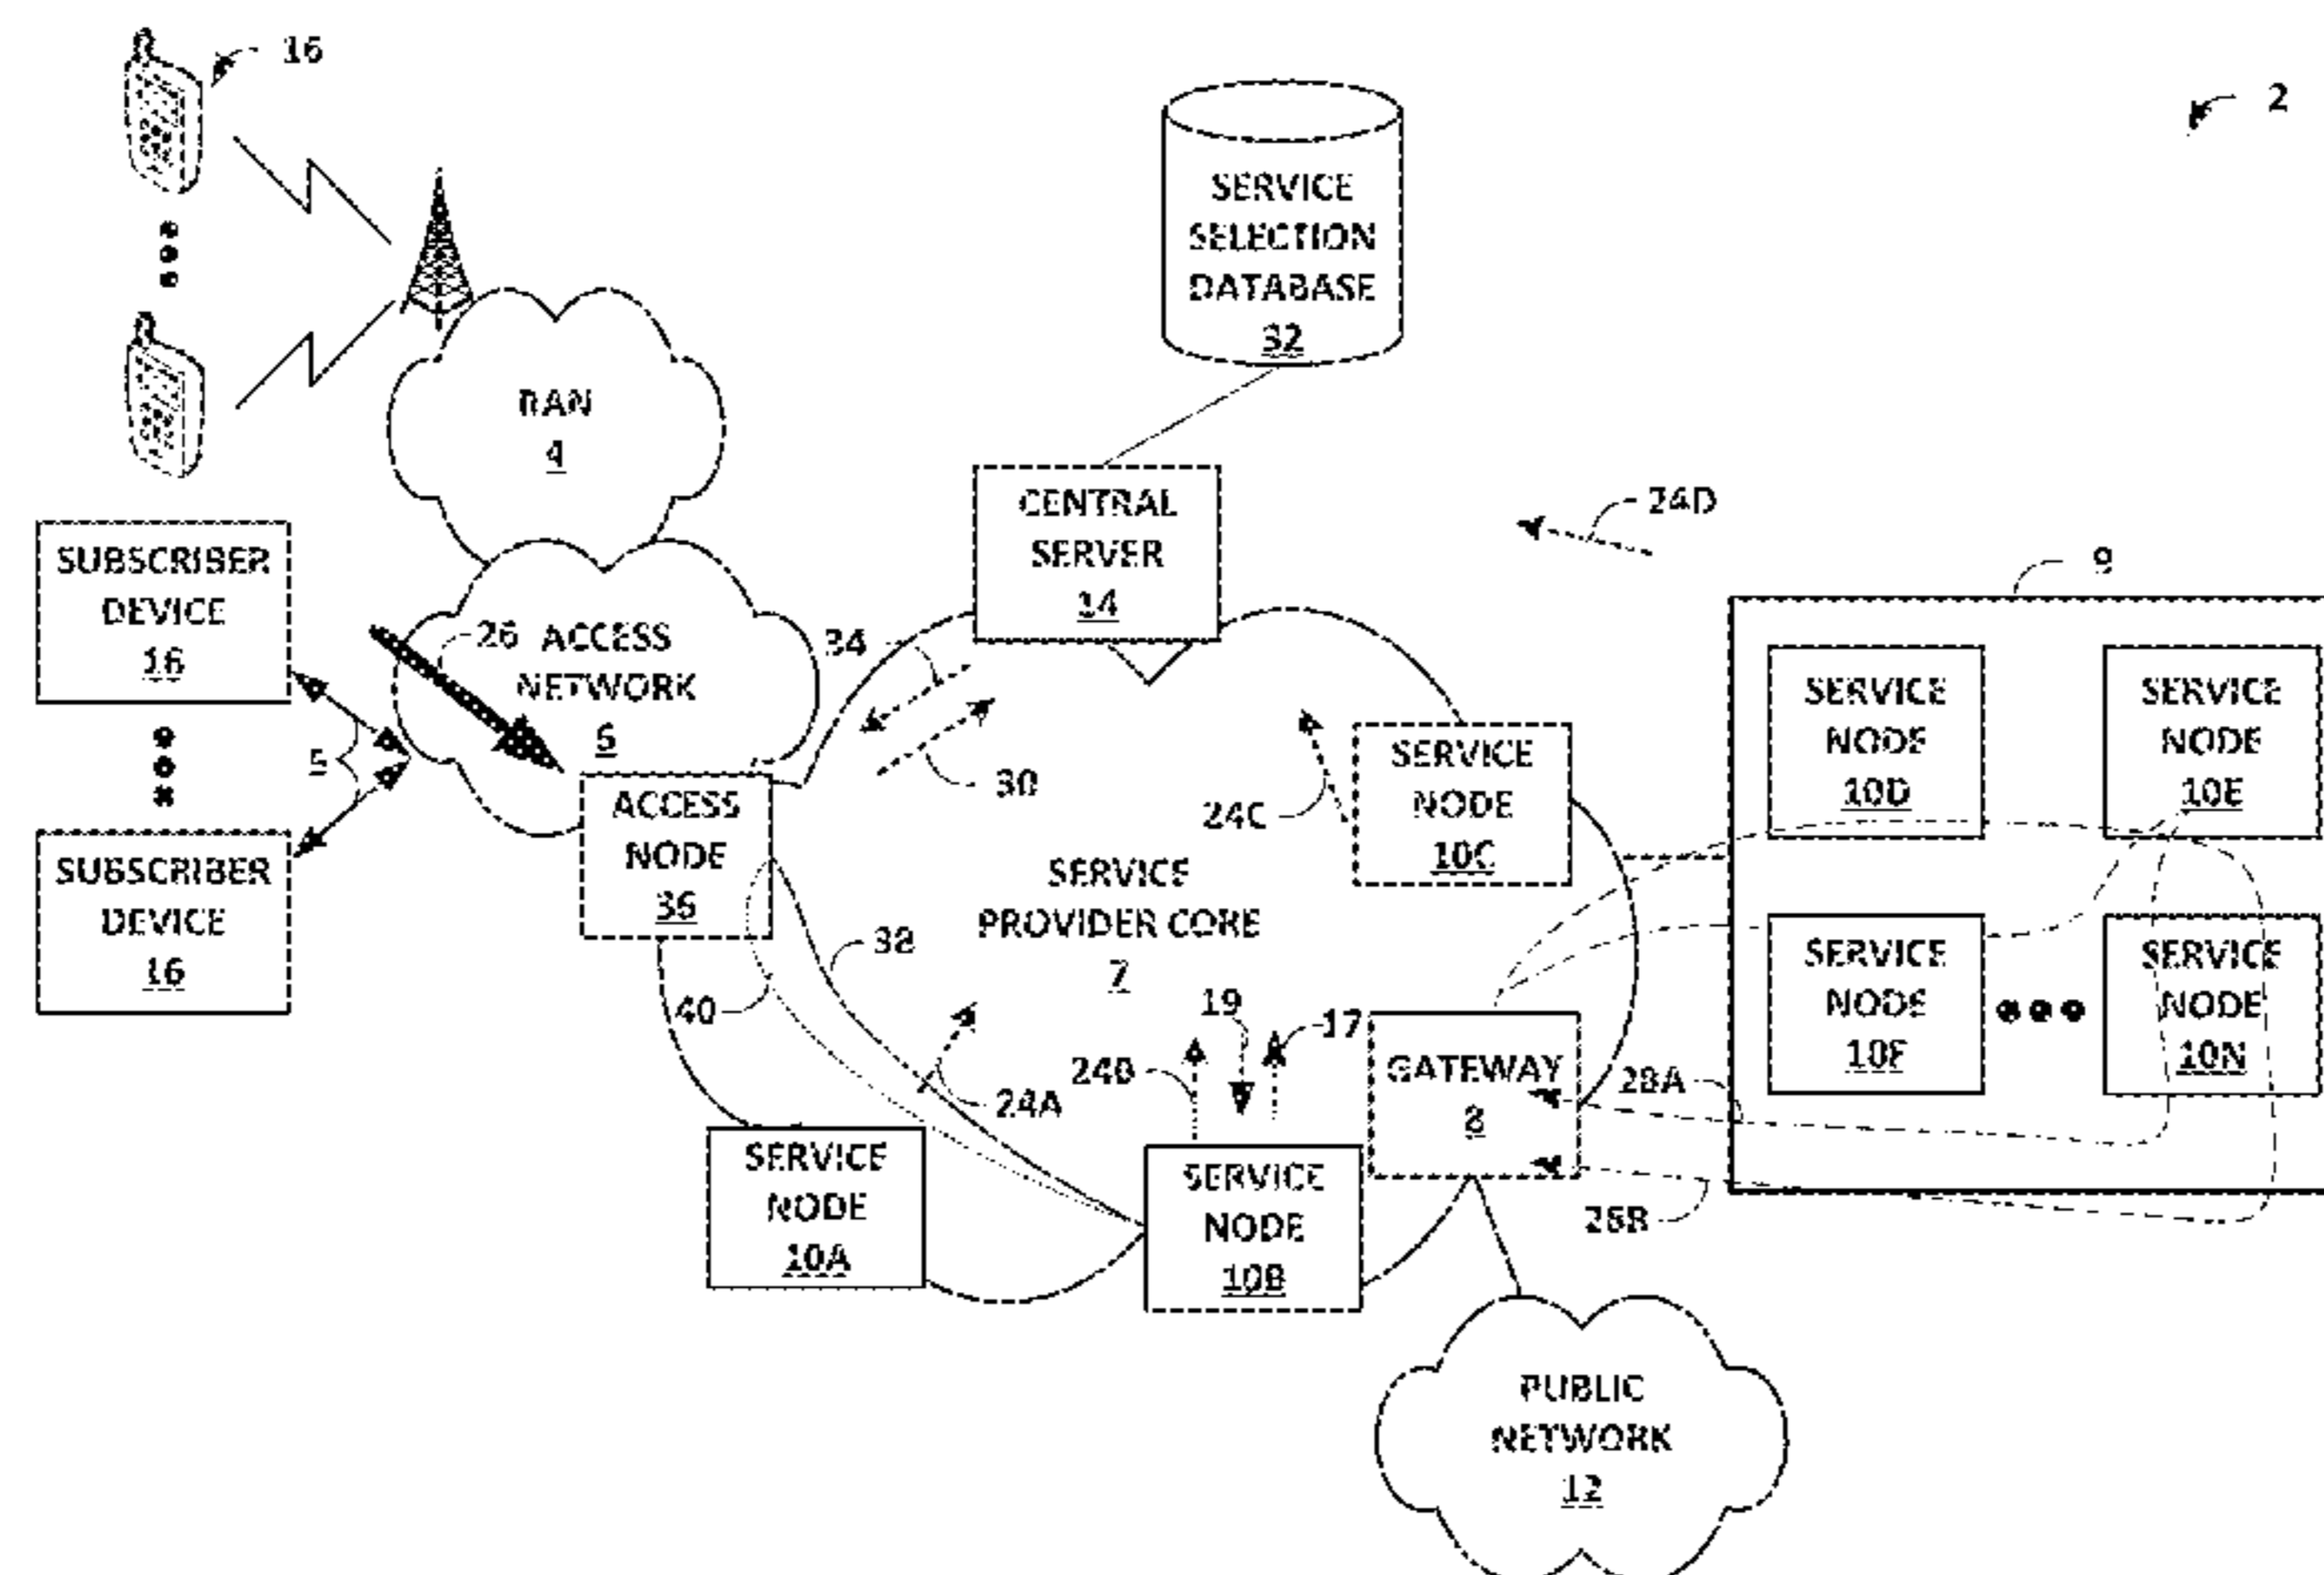 16
2
SERVICE
SELECTION
DATABASE
32
RAN
4
CENTRAL
SERVER
14
24D
9
SUBSCRIBER
DEVICE
16
26
ACCESS
NETWORK
6
34
30
5
SUBSCRIBER
DEVICE
16
ACCESS
NODE
36
24C
SERVICE
NODE
10C
SERVICE
NODE
10D
SERVICE
NODE
10E
SERVICE
PROVIDER CORE
7
38
40
19
17
24B
24A
GATEWAY
8
28A
28B
SERVICE
NODE
10F
SERVICE
NODE
10N
SERVICE
NODE
10A
SERVICE
NODE
10B
PUBLIC
NETWORK
12